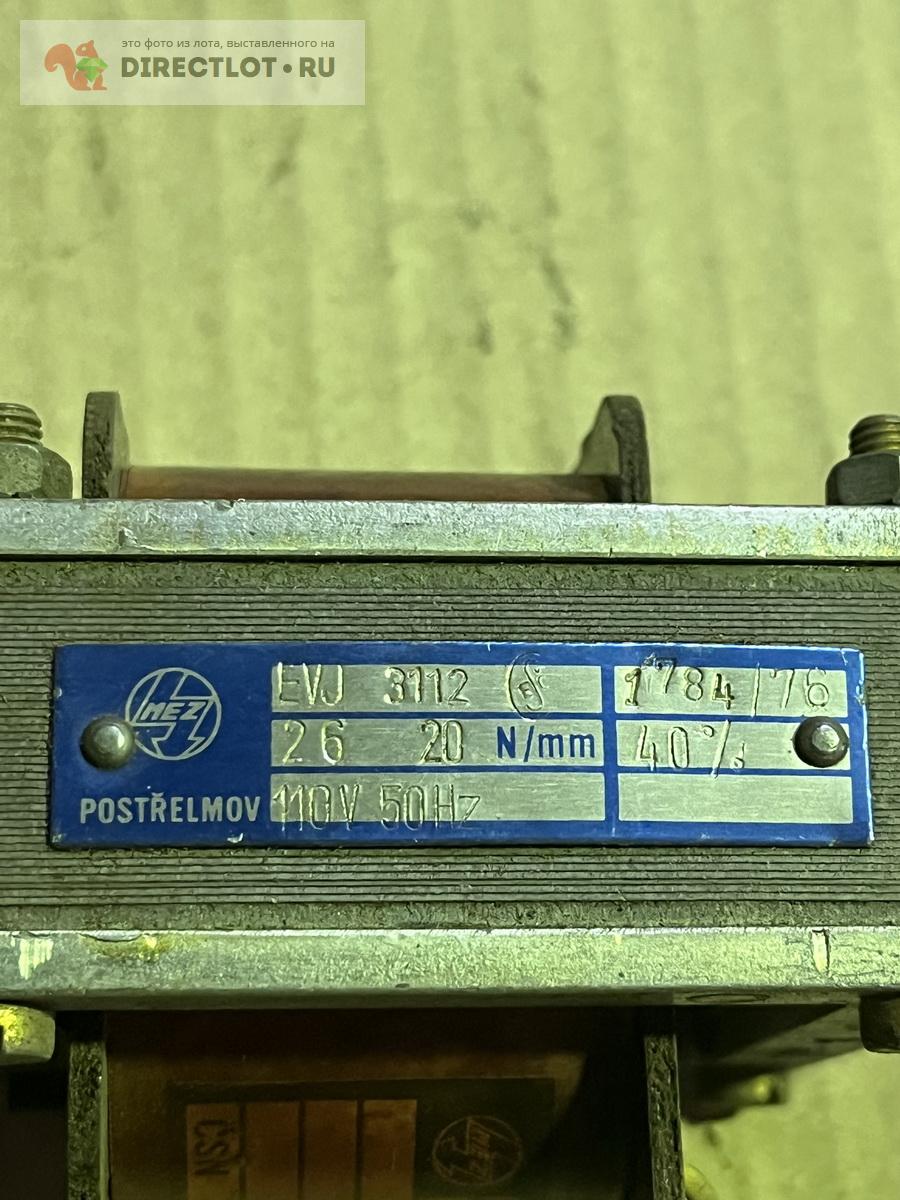 это фото из лота, выставленного на
DIRECTLOT.RU
MEZ
POSTŘELMOV
EVJ 3112
1784/76
26 20 N/mm
40%
110V 50Hz
ČSN
MEZ